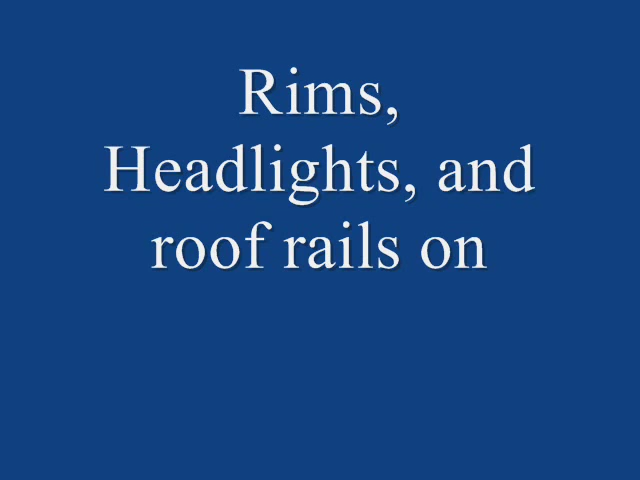 Rims,
Headlights, and
roof rails on